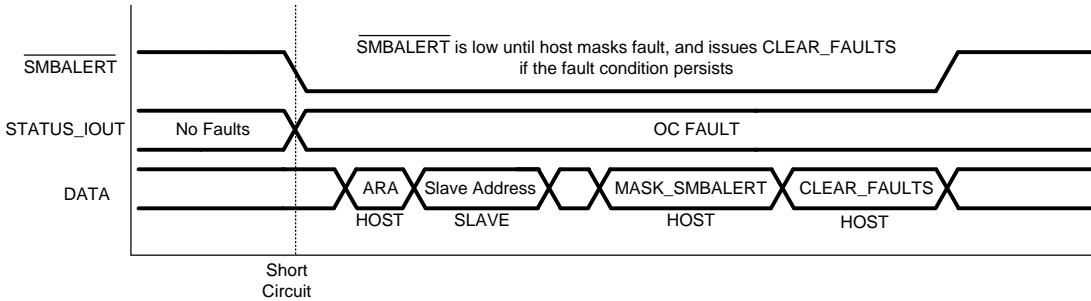 SMBALERT
SMBALERT is low until host masks fault, and issues CLEAR_FAULTS
if the fault condition persists
STATUS_IOUT
No Faults
OC FAULT
DATA
ARA
Slave Address
MASK_SMBALERT
CLEAR_FAULTS
HOST
SLAVE
HOST
HOST
Short
Circuit